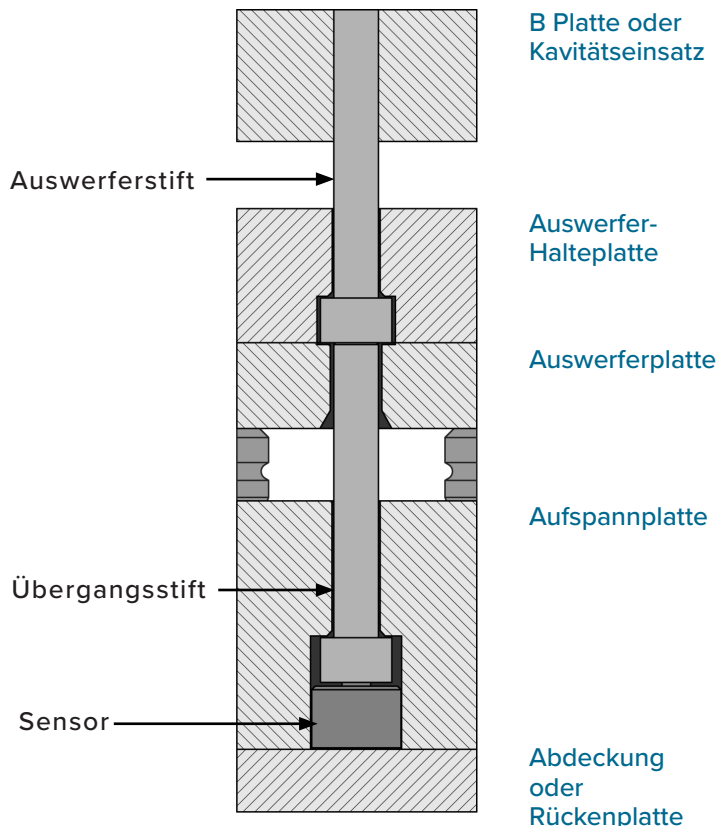 B Platte oder
Kavitätseinsatz
Auswerferstift
Auswerfer-
Halteplatte
Auswerferplatte
Aufspannplatte
Übergangsstift
Sensor
Abdeckung
oder
Rückenplatte